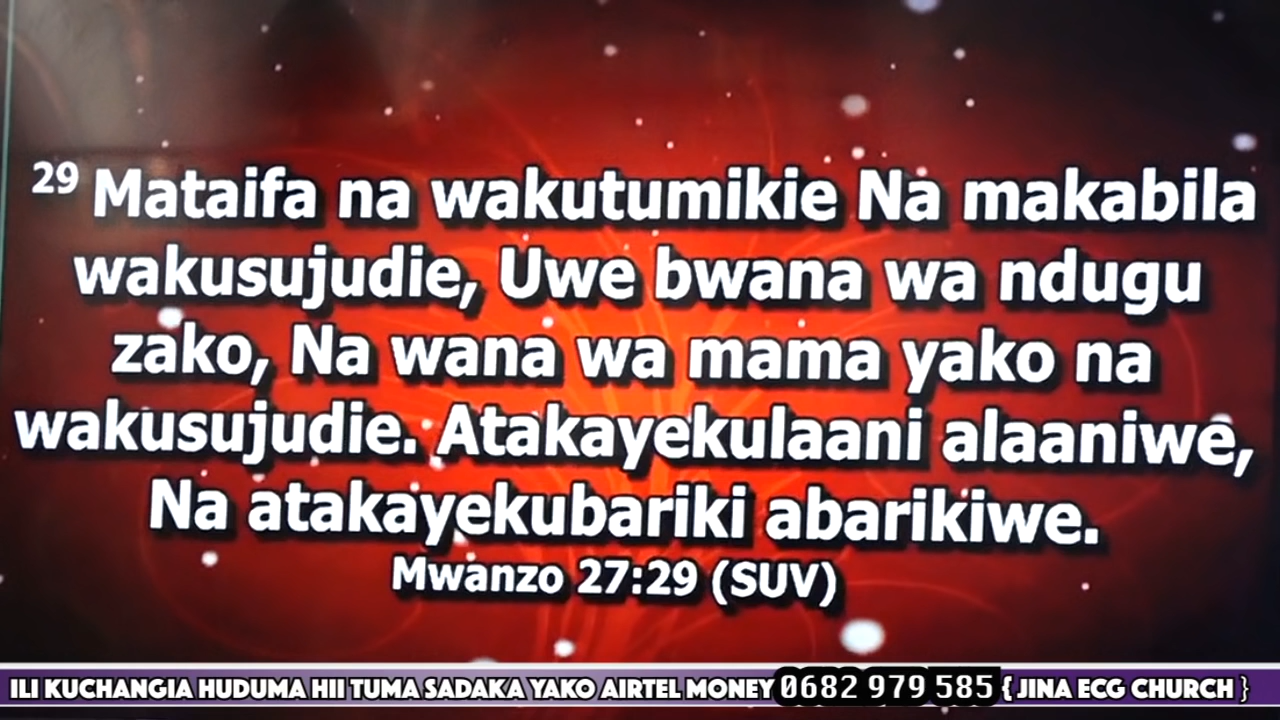 29 Mataifa na wakutumikie Na makabila
wakusujudie, Uwe bwana wa ndugu
zako, Na wana wa mama yako na
wakusujudie. Atakayekulaani alaaniwe,
Na atakayekubariki abarikiwe.
Mwanzo 27:29 (SUV)
ILI KUCHANGIA HUDUMA HII TUMA SADAKA YAKO AIRTEL MONEY 0682 979 585 { JINA ECG CHURCH }